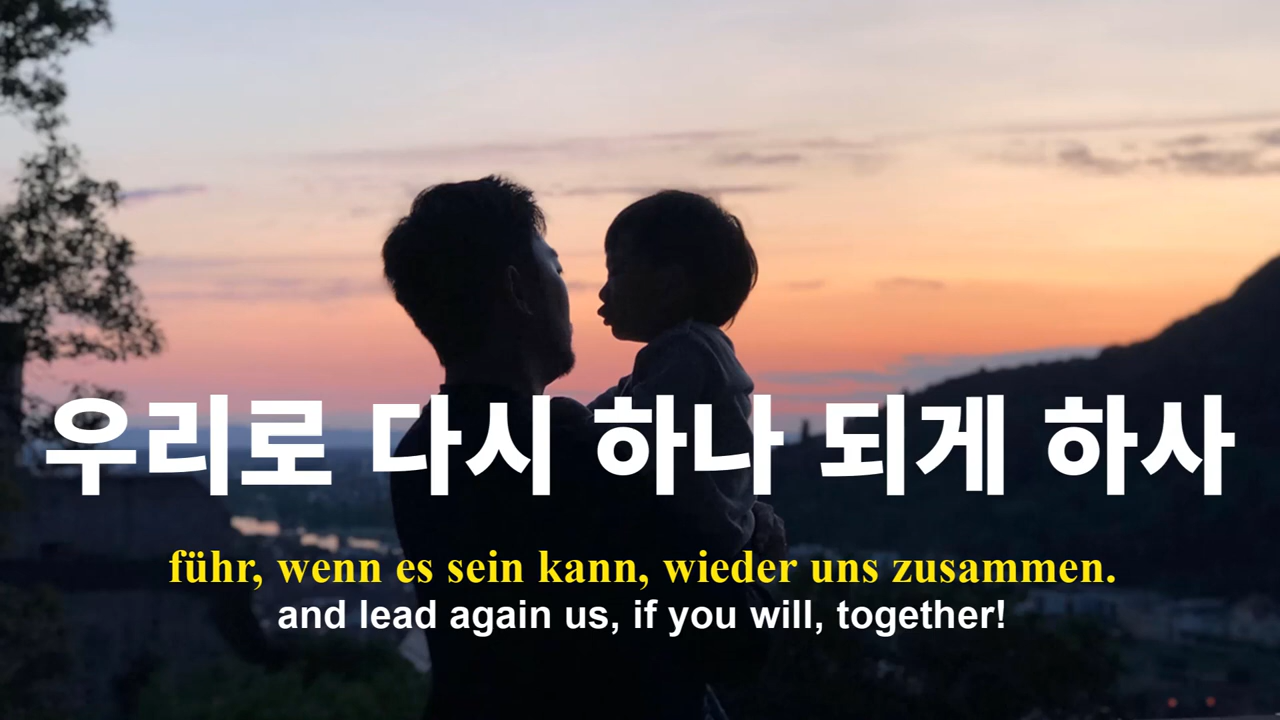 우리로 다시 하나 되게 하사
führ, wenn es sein kann, wieder uns zusammen.
and lead again us, if you will, together!